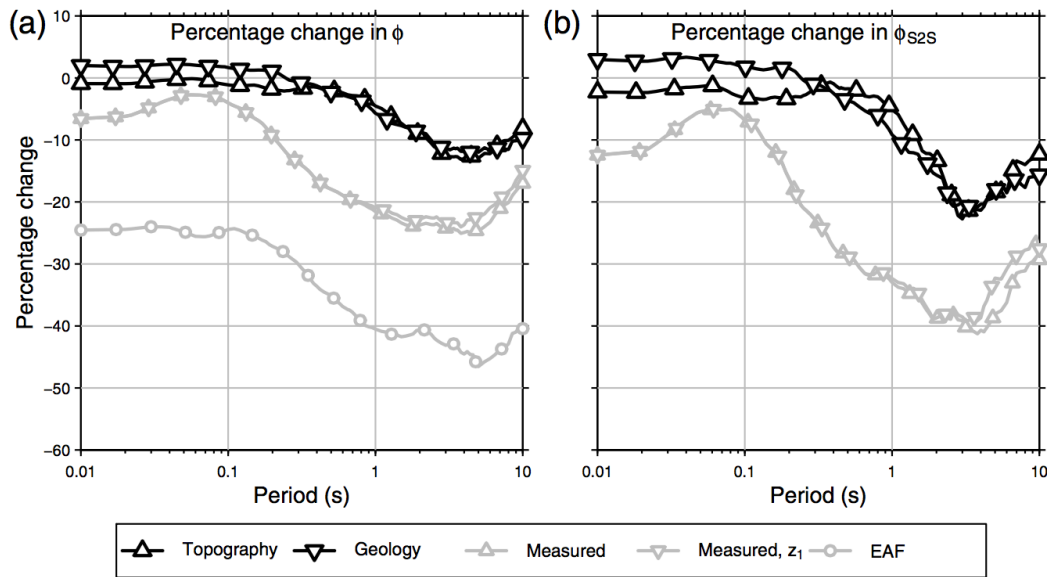 (a)
Percentage change in ϕ
(b)
Percentage change in ϕS2S
Percentage change
10
0
−10
−20
−30
−40
−50
−60
0.01 0.1 1 10
Period (s)
0.01 0.1 1 10
Period (s)
Topography Geology Measured Measured, z1 EAF